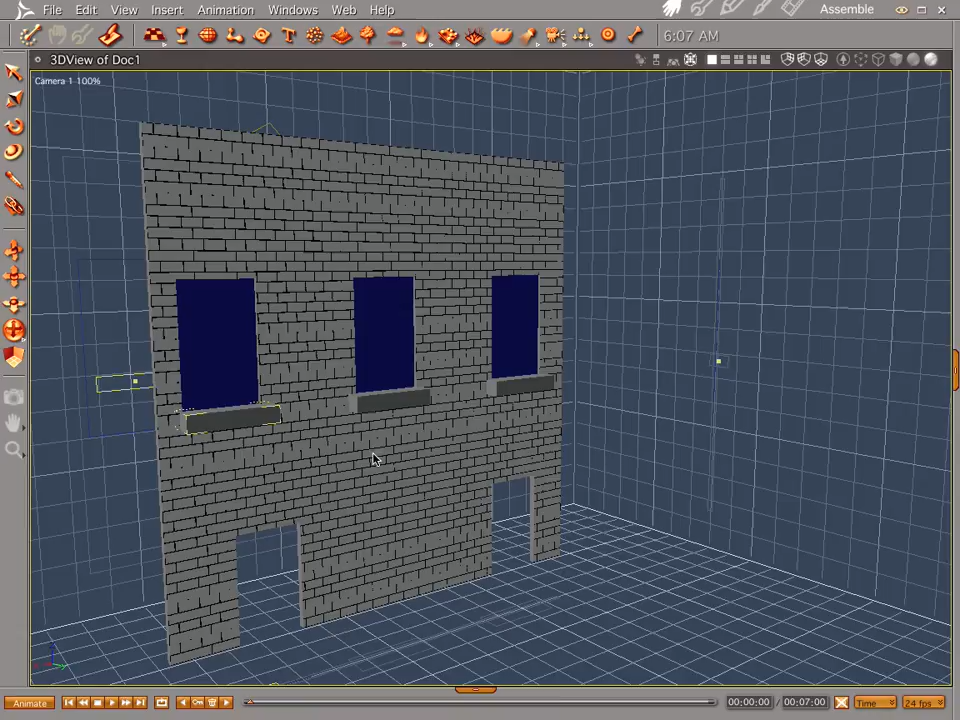 File Edit View Insert Animation Windows Web Help Assemble
6:07 AM
3DView of Doc1
Camera 1 100%
Animate 00;00;00 / 00;07;00 Time 24 fps